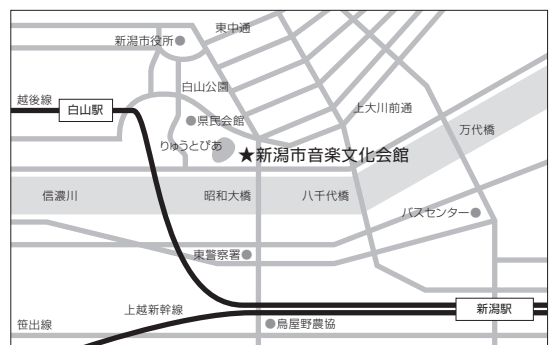 東中通
新潟市役所
越後線
白山駅
白山公園
上大川前通
県民会館
万代橋
りゅうとぴあ
★新潟市音楽文化会館
信濃川
昭和大橋
八千代橋
バスセンター
東警察署
上越新幹線
新潟駅
笹出線
鳥屋野農協